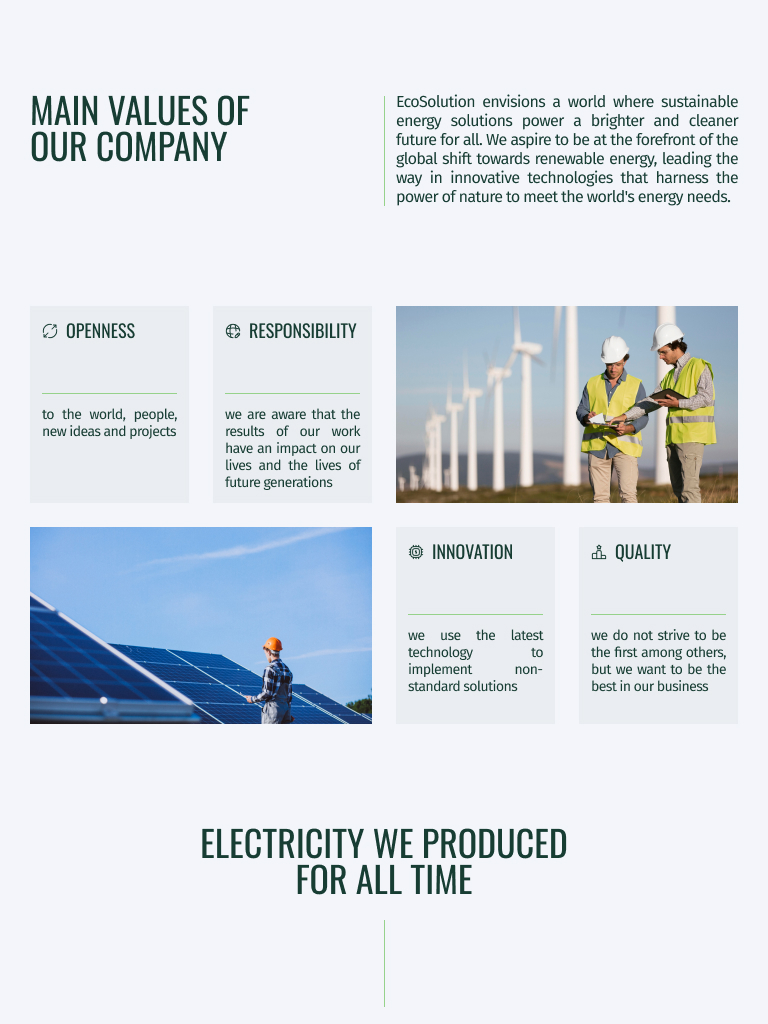 MAIN VALUES OF
OUR COMPANY
EcoSolution envisions a world where sustainable
energy solutions power a brighter and cleaner
future for all. We aspire to be at the forefront of the
global shift towards renewable energy, leading the
way in innovative technologies that harness the
power of nature to meet the world's energy needs.
OPENNESS
to the world, people,
new ideas and projects
RESPONSIBILITY
we are aware that the
results of our work
have an impact on our
lives and the lives of
future generations
INNOVATION
we use the latest
technology to
implement non-
standard solutions
QUALITY
we do not strive to be
the first among others,
but we want to be the
best in our business
ELECTRICITY WE PRODUCED
FOR ALL TIME